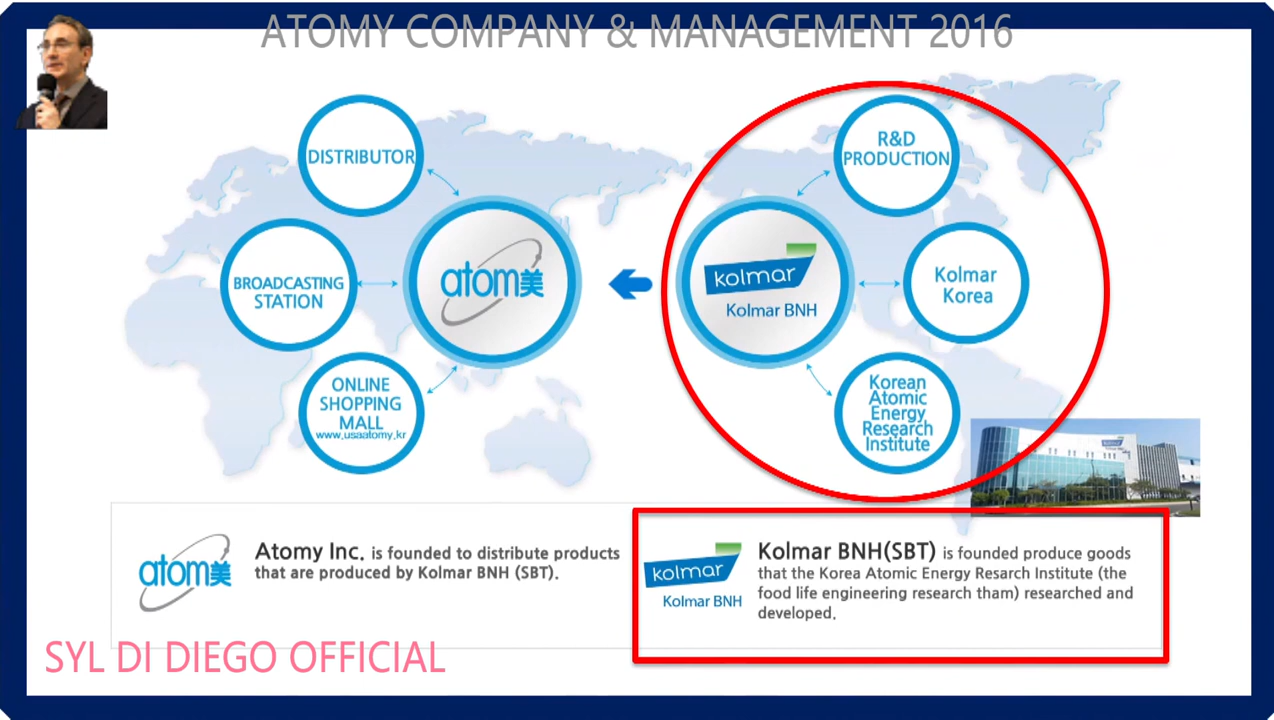 ATOMY COMPANY & MANAGEMENT 2016
DISTRIBUTOR
BROADCASTING
STATION
ONLINE
SHOPPING
MALL
www.usaatomy.kr
atom美
kolmar
Kolmar BNH
R&D
PRODUCTION
Kolmar
Korea
Korean
Atomic
Energy
Research
Institute
atom美
Atomy Inc. is founded to distribute products
that are produced by Kolmar BNH (SBT).
kolmar
Kolmar BNH
Kolmar BNH(SBT) is founded produce goods
that the Korea Atomic Energy Resarch Institute (the
food life engineering research tham) researched and
developed.
SYL DI DIEGO OFFICIAL